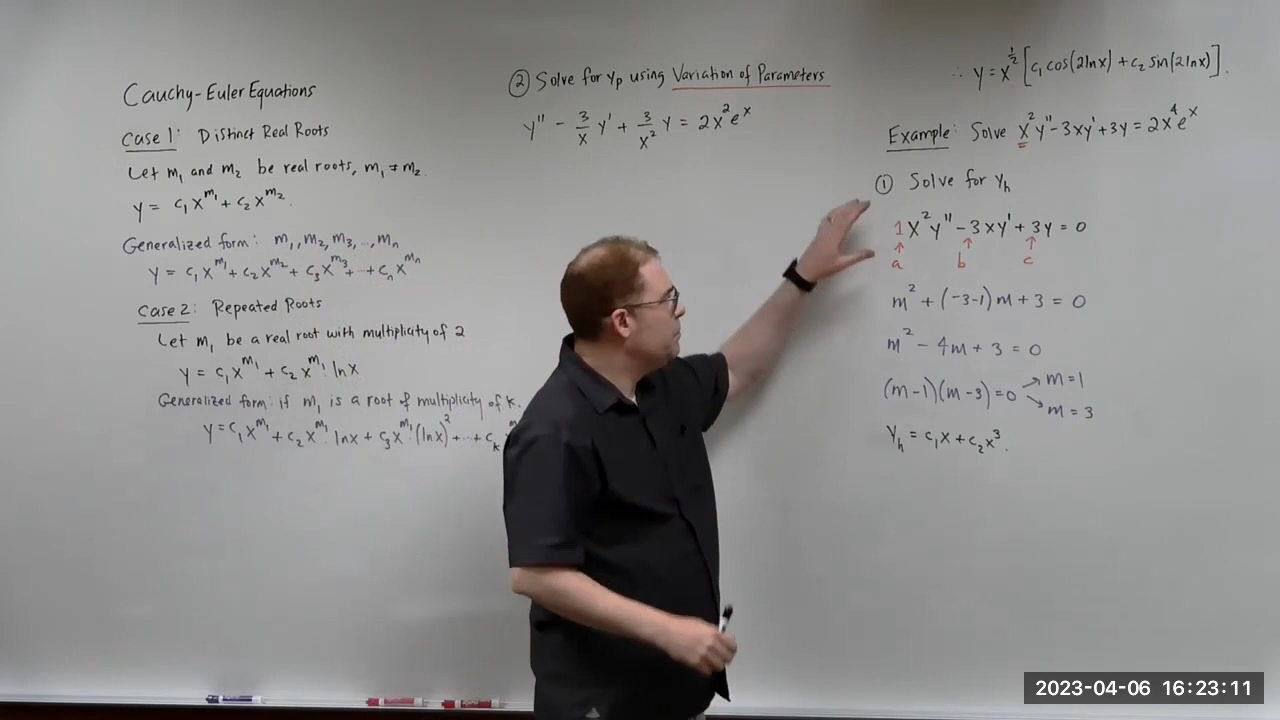 Cauchy-Euler Equations
Case 1: Distinct Real Roots
Let m₁ and m₂ be real roots, m₁ ≠ m₂.
y = c₁x^m₁ + c₂x^m₂.
Generalized form: m₁, m₂, m₃, ..., mₙ
y = c₁x^m₁ + c₂x^m₂ + c₃x^m₃ + ... + cₙx^mₙ
Case 2: Repeated Roots
Let m₁ be a real root with multiplicity of 2
y = c₁x^m₁ + c₂x^m₁·lnx
Generalized form: if m₁ is a root of multiplicity of k.
y = c₁x^m₁ + c₂x^m₁·lnx + c₃x^m₁·(lnx)² + ... + cₖ
② Solve for yₚ using Variation of Parameters
y'' - 3/x y' + 3/x² y = 2x²e^x
∴ y = x^½ [c₁cos(2lnx) + c₂sin(2lnx)].
Example: Solve x²y'' - 3xy' + 3y = 2x⁴e^x
① Solve for yₕ
1x²y'' - 3xy' + 3y = 0
a b c
m² + (-3-1)m + 3 = 0
m² - 4m + 3 = 0
(m-1)(m-3) = 0 → m = 1
→ m = 3
yₕ = c₁x + c₂x³.
2023-04-06 16:23:11